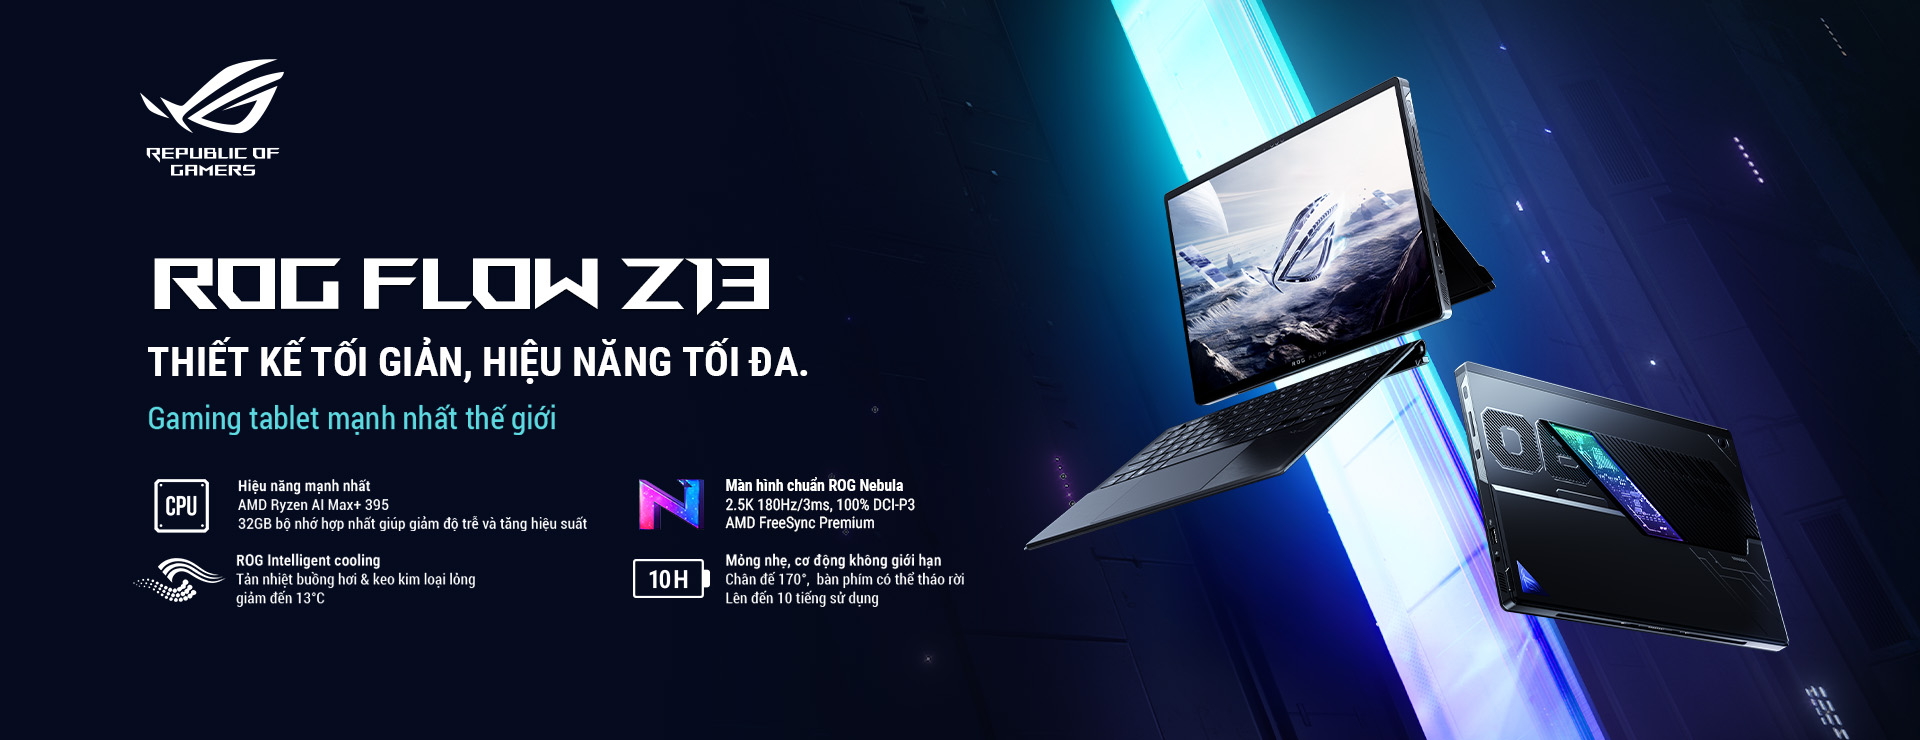 REPUBLIC OF
GAMERS
ROG FLOW Z13
THIẾT KẾ TỐI GIẢN, HIỆU NĂNG TỐI ĐA.
Gaming tablet mạnh nhất thế giới
CPU
Hiệu năng mạnh nhất
AMD Ryzen AI Max+ 395
32GB bộ nhớ hợp nhất giúp giảm độ trễ và tăng hiệu suất
N
Màn hình chuẩn ROG Nebula
2.5K 180Hz/3ms, 100% DCI-P3
AMD FreeSync Premium
ROG Intelligent cooling
Tản nhiệt buồng hơi & keo kim loại lỏng
giảm đến 13°C
10H
Mỏng nhẹ, cơ động không giới hạn
Chân đế 170°, bàn phím có thể tháo rời
Lên đến 10 tiếng sử dụng
ROG FLOW